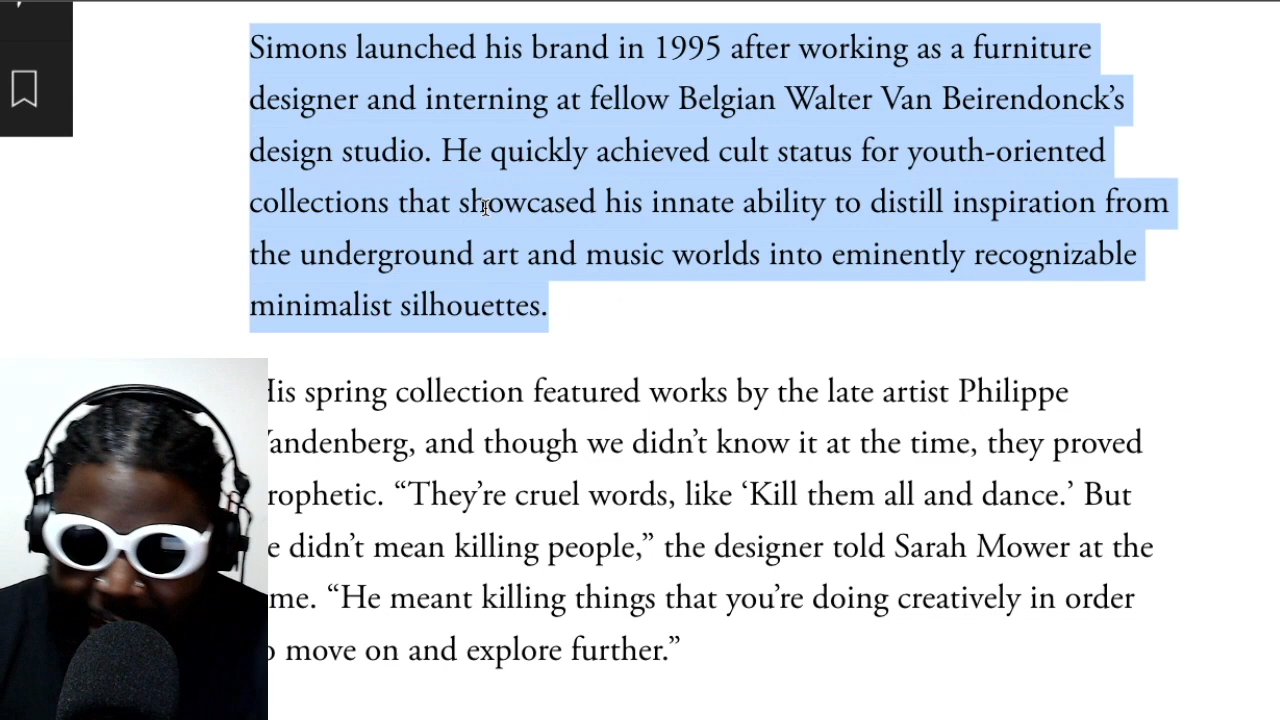 Simons launched his brand in 1995 after working as a furniture
designer and interning at fellow Belgian Walter Van Beirendonck’s
design studio. He quickly achieved cult status for youth-oriented
collections that showcased his innate ability to distill inspiration from
the underground art and music worlds into eminently recognizable
minimalist silhouettes.
His spring collection featured works by the late artist Philippe
Vandenberg, and though we didn’t know it at the time, they proved
prophetic. “They’re cruel words, like ‘Kill them all and dance.’ But
he didn’t mean killing people,” the designer told Sarah Mower at the
time. “He meant killing things that you’re doing creatively in order
to move on and explore further.”